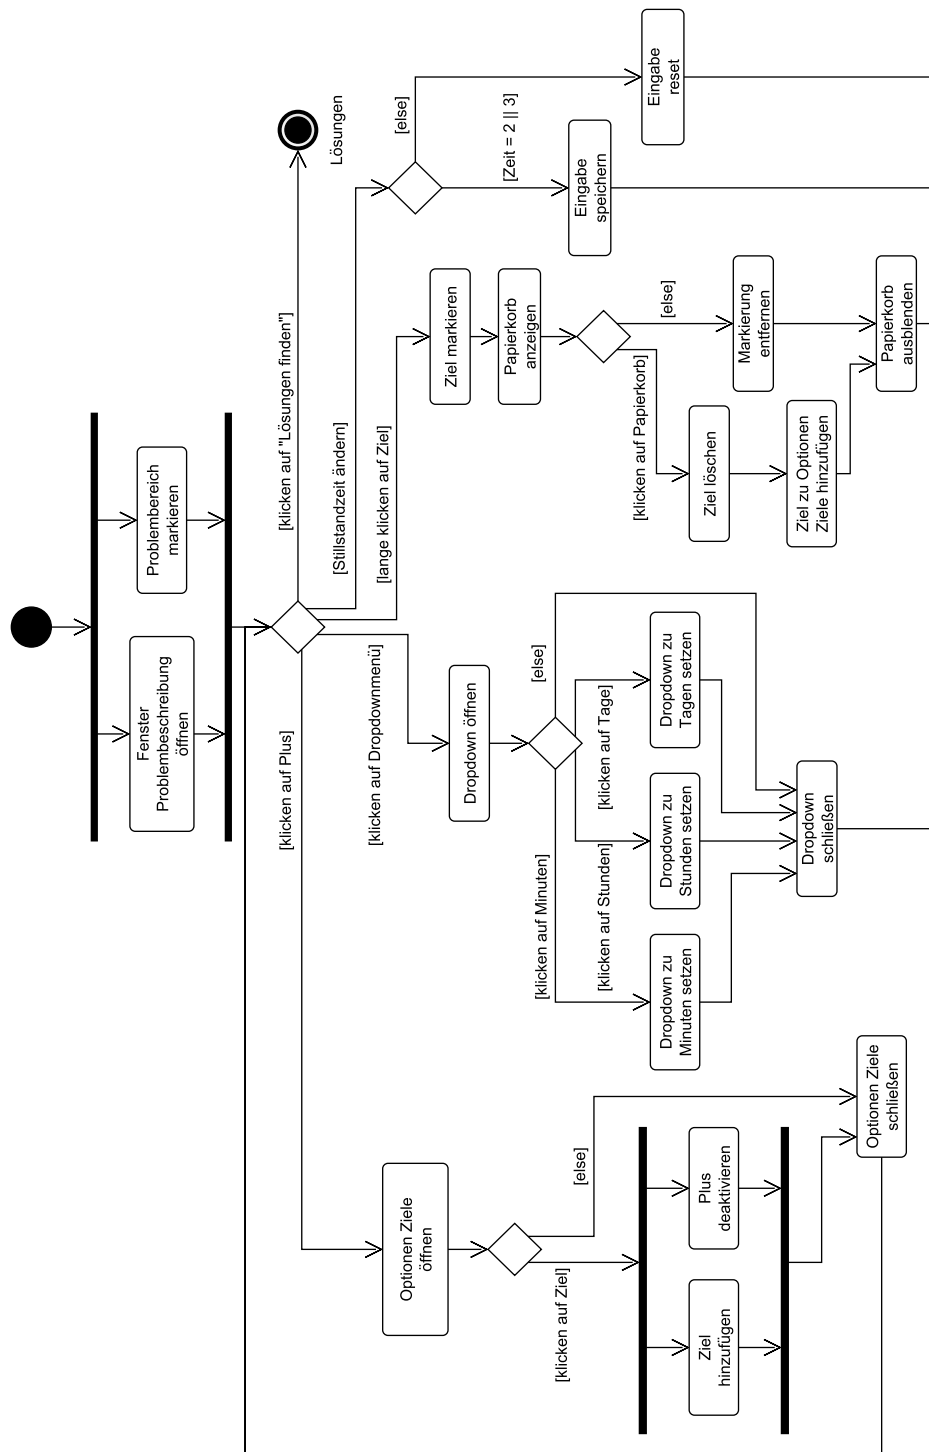 Problembereich
markieren
Fenster
Problembeschreibung
öffnen
Lösungen
[klicken auf "Lösungen finden"]
[Stillstandzeit ändern]
[lange klicken auf Ziel]
[klicken auf Dropdownmenü]
[klicken auf Plus]
[else]
[Zeit = 2 || 3]
Eingabe
reset
Eingabe
speichern
Ziel markieren
Papierkorb
anzeigen
[else]
[klicken auf Papierkorb]
Markierung
entfernen
Ziel löschen
Ziel zu Optionen
Ziele hinzufügen
Papierkorb
ausblenden
Dropdown öffnen
[else]
[klicken auf Tage]
[klicken auf Stunden]
[klicken auf Minuten]
Dropdown zu
Tagen setzen
Dropdown zu
Stunden setzen
Dropdown zu
Minuten setzen
Dropdown
schließen
Optionen Ziele
öffnen
[else]
[klicken auf Ziel]
Plus
deaktivieren
Ziel
hinzufügen
Optionen Ziele
schließen